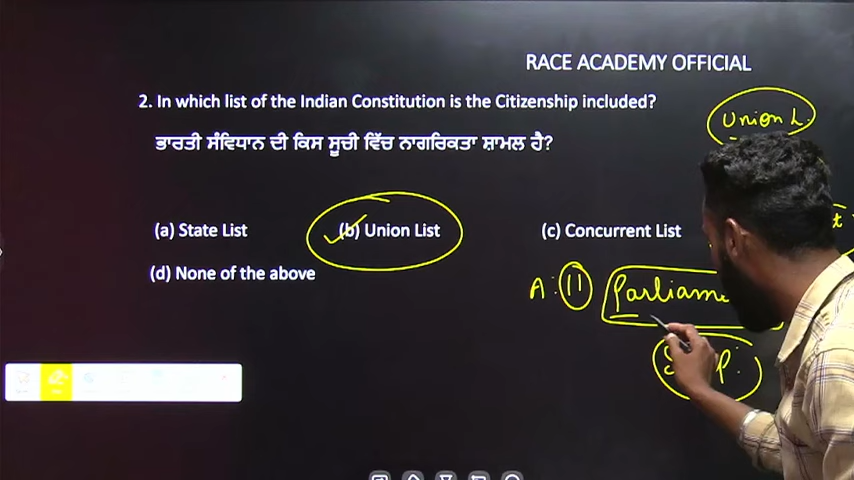 RACE ACADEMY OFFICIAL
2. In which list of the Indian Constitution is the Citizenship included?
Union L.
ਭਾਰਤੀ ਸੰਵਿਧਾਨ ਦੀ ਕਿਸ ਸੂਚੀ ਵਿੱਚ ਨਾਗਰਿਕਤਾ ਸ਼ਾਮਲ ਹੈ?
(a) State List (b) Union List (c) Concurrent List
(d) None of the above
A: 11 Parliame